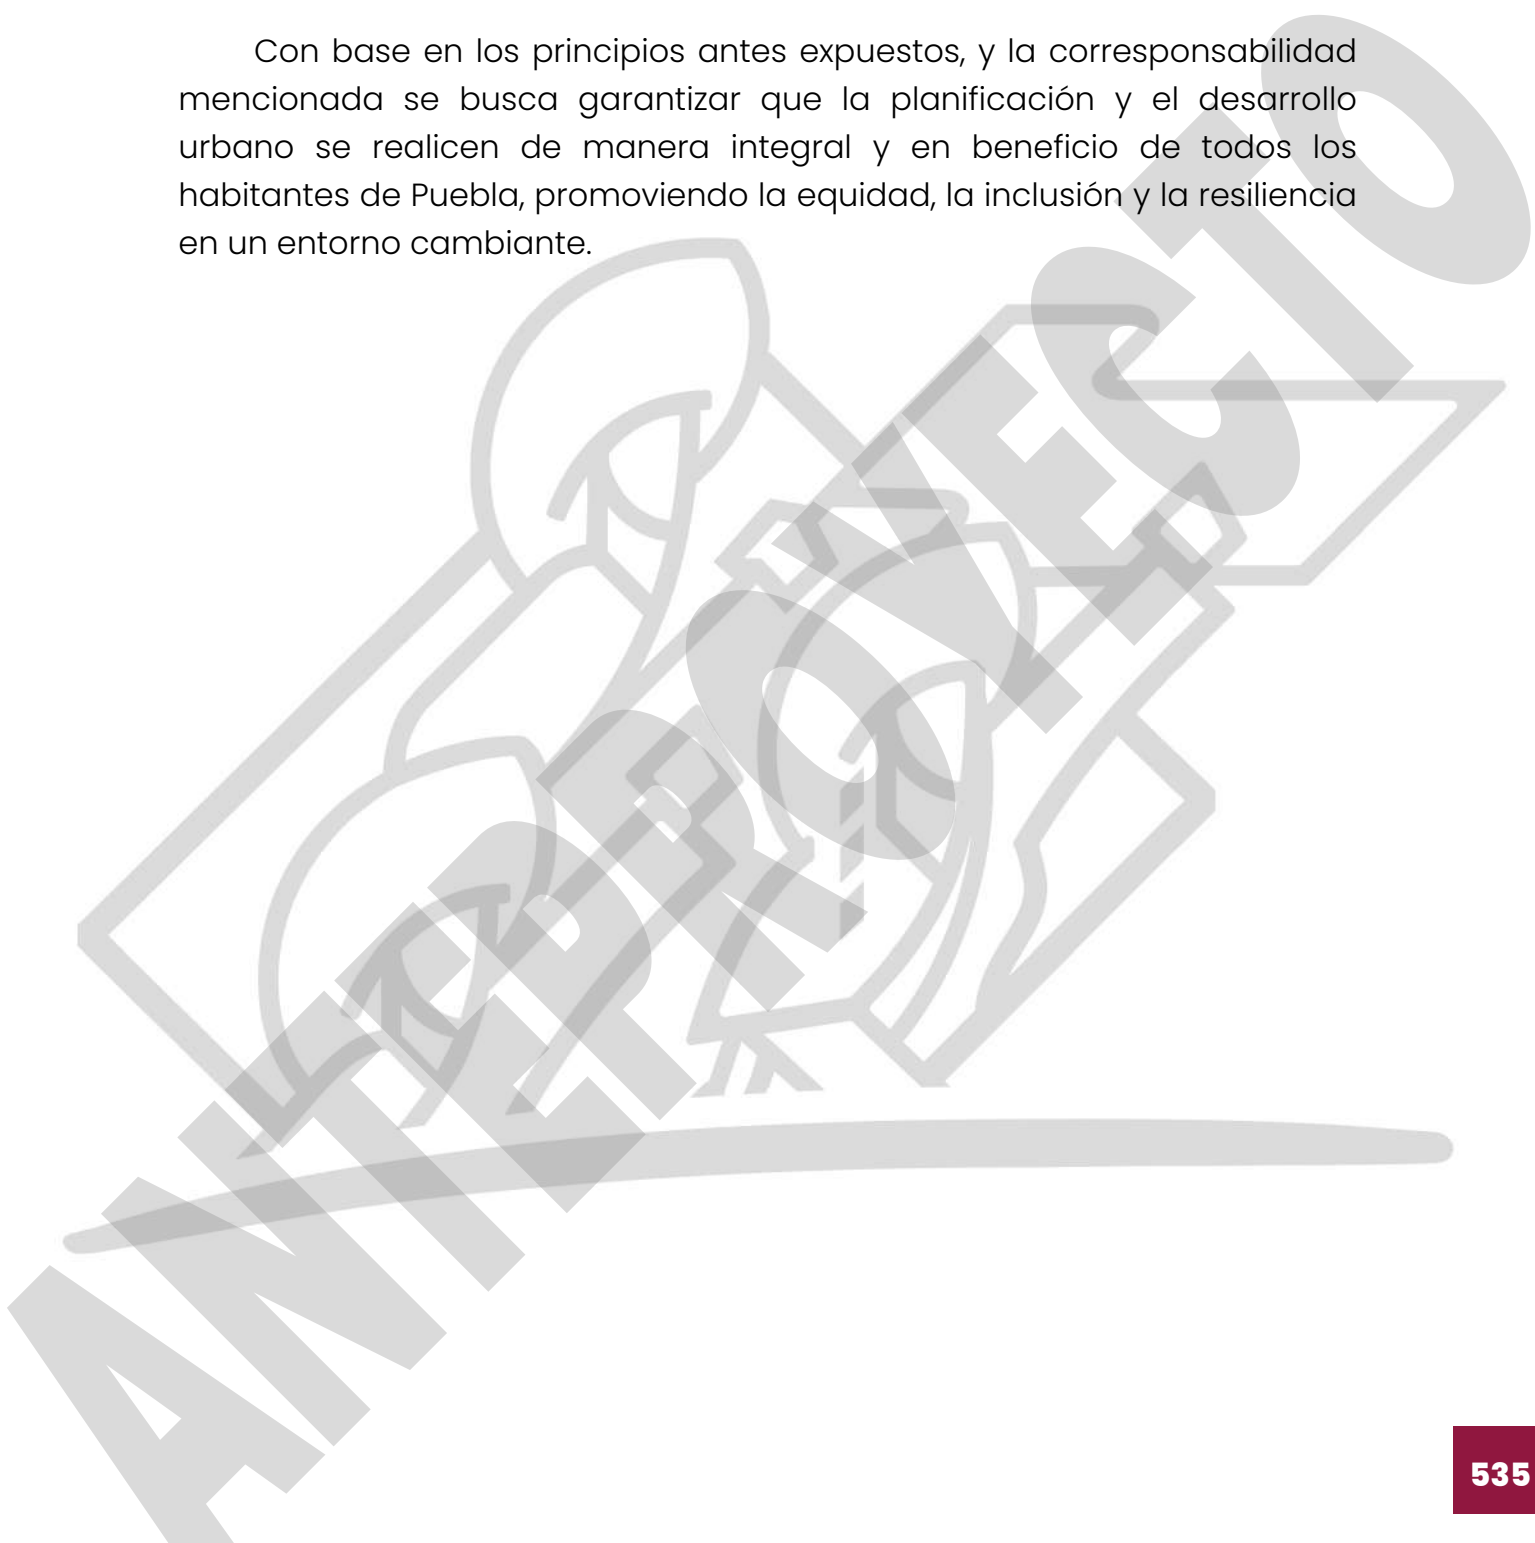 Con base en los principios antes expuestos, y la corresponsabilidad
mencionada se busca garantizar que la planificación y el desarrollo
urbano se realicen de manera integral y en beneficio de todos los
habitantes de Puebla, promoviendo la equidad, la inclusión y la resiliencia
en un entorno cambiante.
ANTEPROYECTO
535